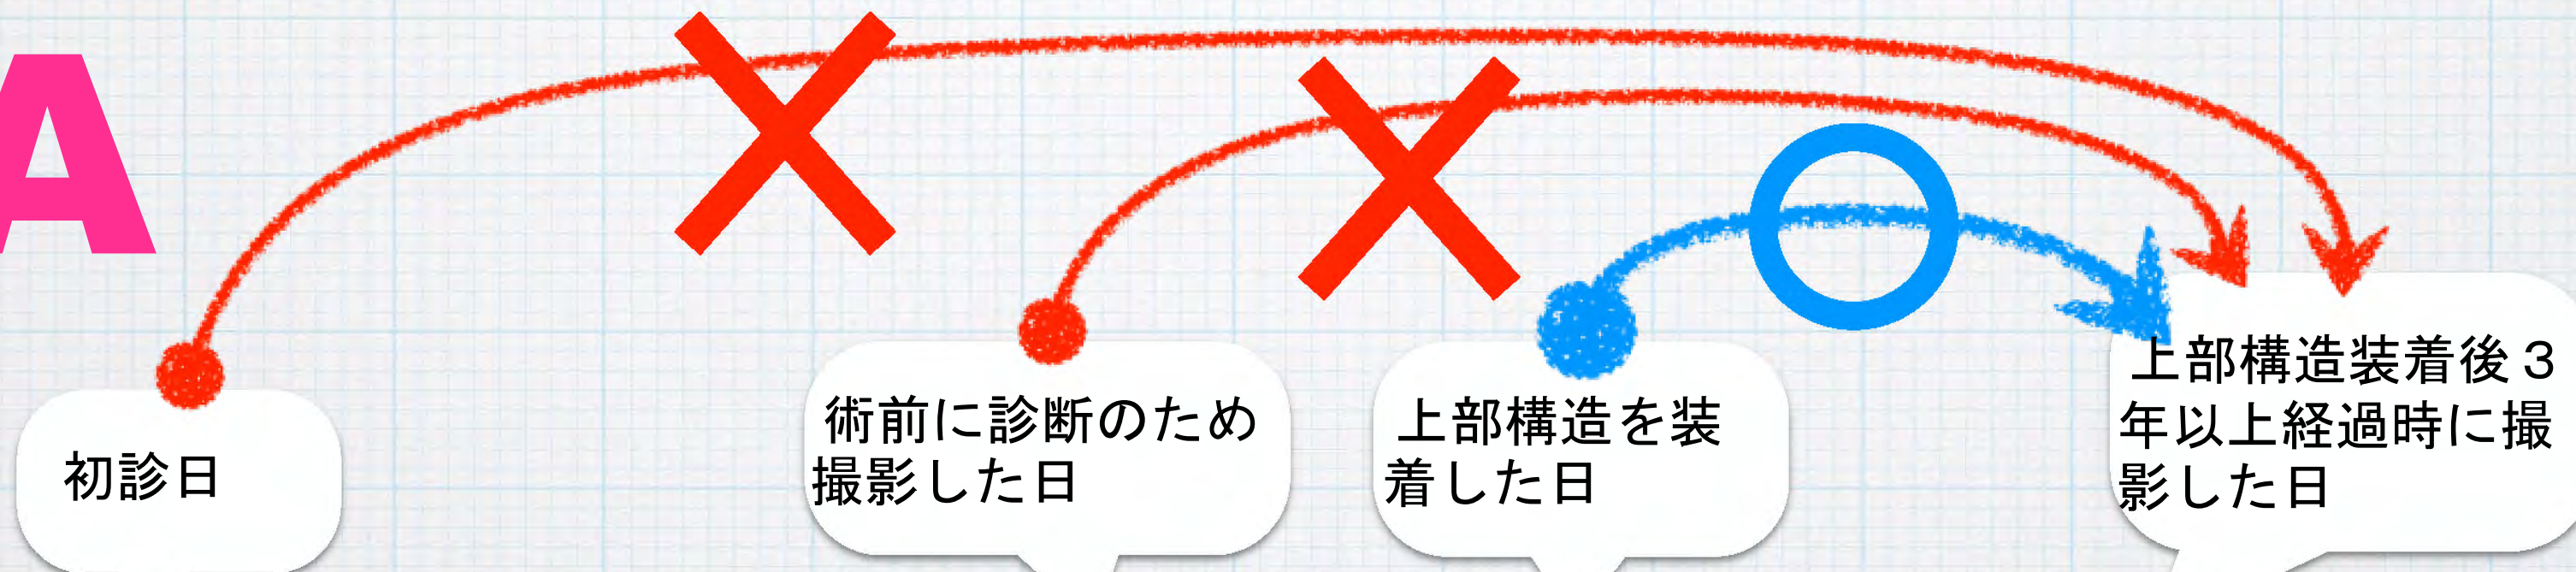 A
初診日
術前に診断のため
撮影した日
上部構造を装
着した日
上部構造装着後３
年以上経過時に撮
影した日